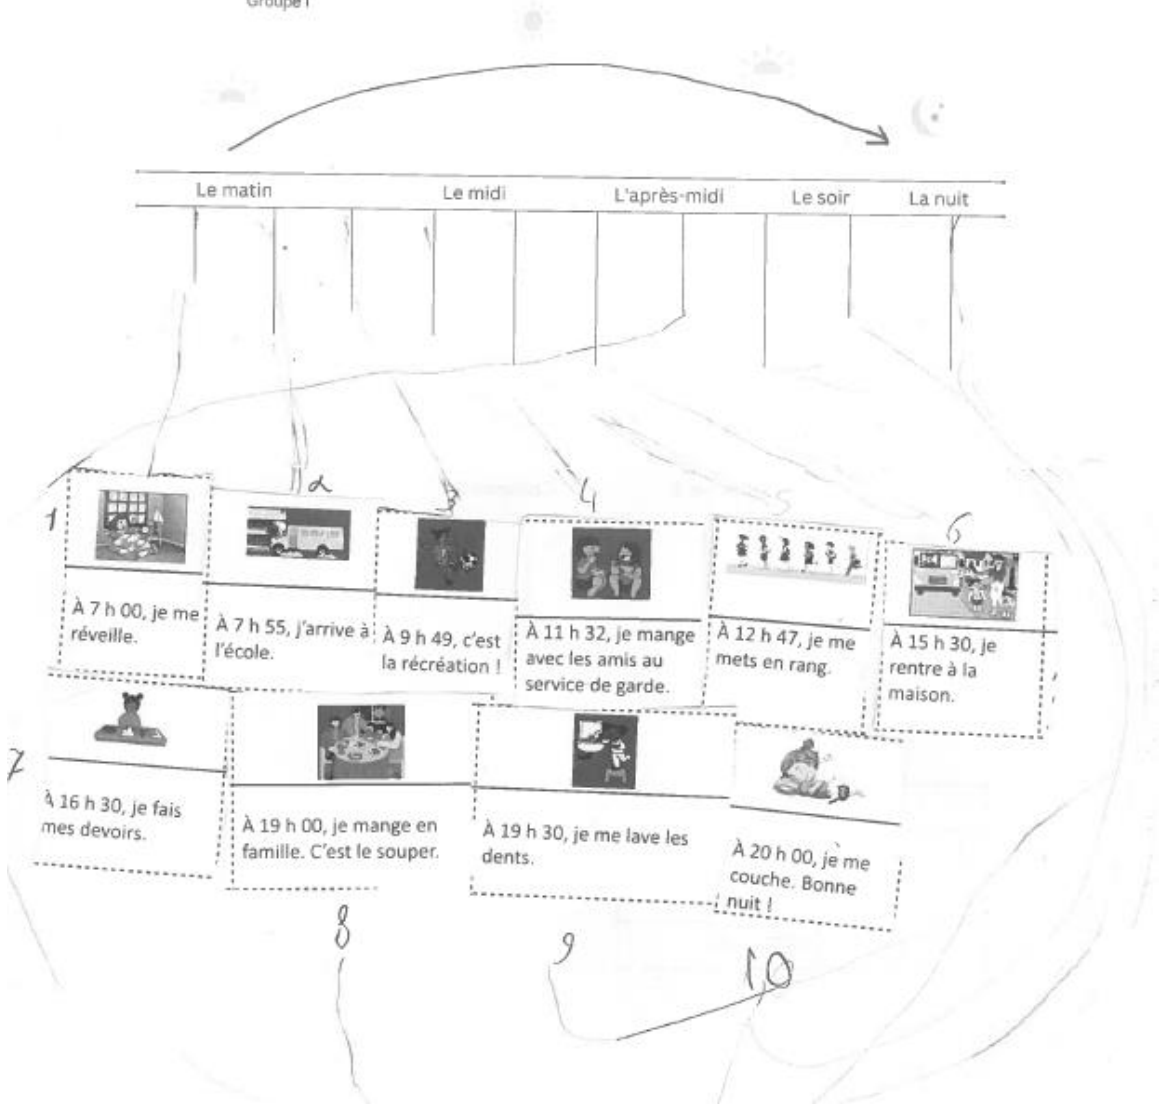 Groupe 1
Le matin Le midi L'après-midi Le soir La nuit
1
2
3
4
5
6
À 7 h 00, je me
réveille.
À 7 h 55, j'arrive à
l'école.
À 9 h 49, c'est
la récréation !
À 11 h 32, je mange
avec les amis au
service de garde.
À 12 h 47, je me
mets en rang.
À 15 h 30, je
rentre à la
maison.
7
À 16 h 30, je fais
mes devoirs.
À 19 h 00, je mange en
famille. C'est le souper.
À 19 h 30, je me lave les
dents.
À 20 h 00, je me
couche. Bonne
nuit !
8
9
10